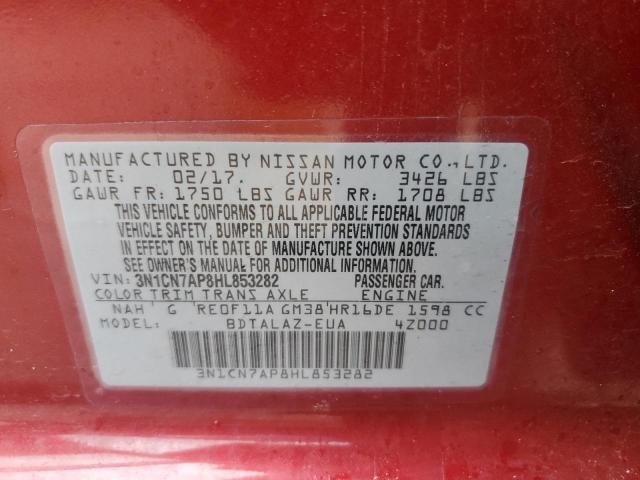 MANUFACTURED BY NISSAN MOTOR CO.,LTD.
DATE: 02/17. GVWR: 3426 LBS
GAWR FR: 1750 LBS GAWR RR: 1708 LBS
THIS VEHICLE CONFORMS TO ALL APPLICABLE FEDERAL MOTOR
VEHICLE SAFETY, BUMPER AND THEFT PREVENTION STANDARDS
IN EFFECT ON THE DATE OF MANUFACTURE SHOWN ABOVE.
SEE OWNER'S MANUAL FOR ADDITIONAL INFORMATION.
VIN: 3N1CN7AP8HL853282 PASSENGER CAR.
COLOR TRIM TRANS AXLE ENGINE
NAH G 'RE0F11A GM38'HR16DE 1598 CC
MODEL: BDTALAZ-EUA 4Z000
3N1CN7AP8HL853282